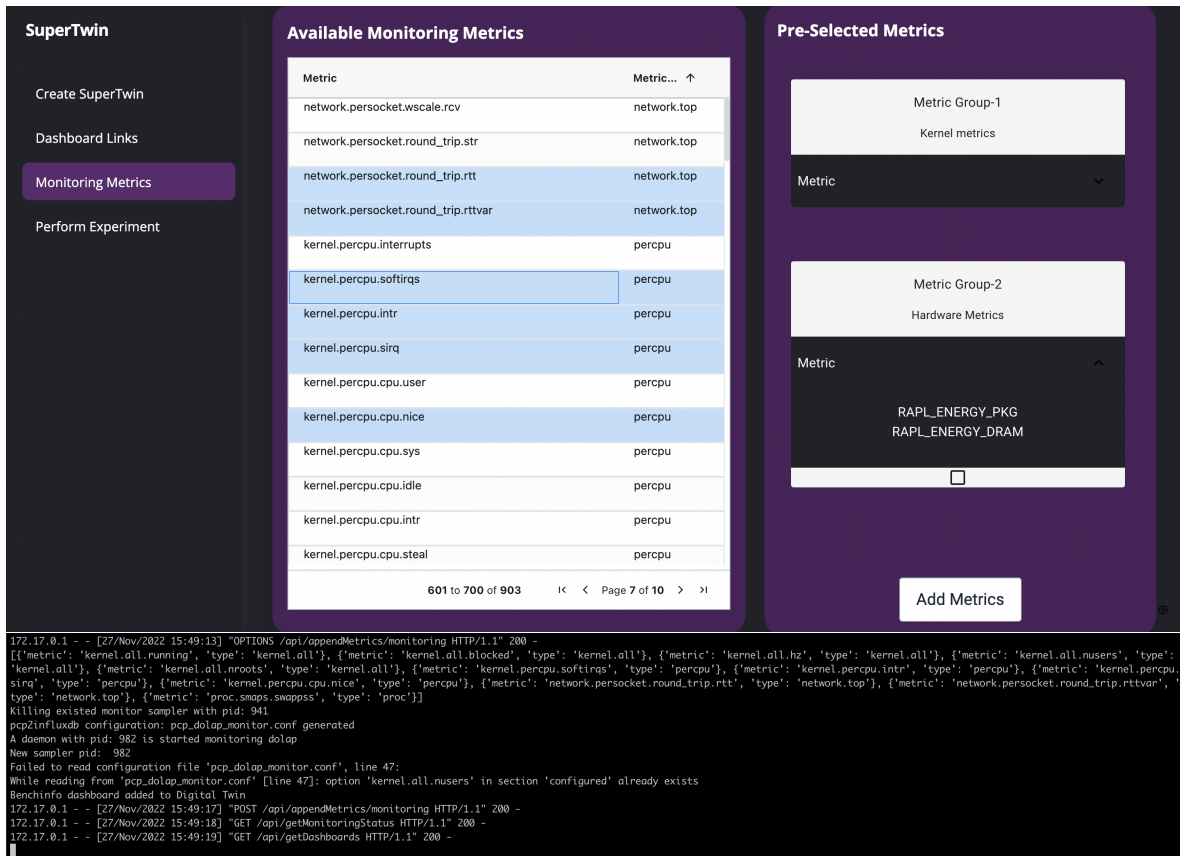 SuperTwin
Create SuperTwin
Dashboard Links
Monitoring Metrics
Perform Experiment
Available Monitoring Metrics
Metric Metric...
network.persocket.wscale.rcv network.top
network.persocket.round_trip.str network.top
network.persocket.round_trip.rtt network.top
network.persocket.round_trip.rttvar network.top
kernel.percpu.interrupts percpu
kernel.percpu.softirqs percpu
kernel.percpu.intr percpu
kernel.percpu.sirq percpu
kernel.percpu.cpu.user percpu
kernel.percpu.cpu.nice percpu
kernel.percpu.cpu.sys percpu
kernel.percpu.cpu.idle percpu
kernel.percpu.cpu.intr percpu
kernel.percpu.cpu.steal percpu
601 to 700 of 903 Page 7 of 10
Pre-Selected Metrics
Metric Group-1
Kernel metrics
Metric
Metric Group-2
Hardware Metrics
Metric
RAPL_ENERGY_PKG
RAPL_ENERGY_DRAM
Add Metrics
172.17.0.1 - - [27/Nov/2022 15:49:13] "OPTIONS /api/appendMetrics/monitoring HTTP/1.1" 200 -
[{'metric': 'kernel.all.running', 'type': 'kernel.all'}, {'metric': 'kernel.all.blocked', 'type': 'kernel.all'}, {'metric': 'kernel.all.hz', 'type': 'kernel.all'}, {'metric': 'kernel.all.nusers', 'type':
'kernel.all'}, {'metric': 'kernel.all.nroots', 'type': 'kernel.all'}, {'metric': 'kernel.percpu.softirqs', 'type': 'percpu'}, {'metric': 'kernel.percpu.intr', 'type': 'percpu'}, {'metric': 'kernel.percpu.
sirq', 'type': 'percpu'}, {'metric': 'kernel.percpu.cpu.nice', 'type': 'percpu'}, {'metric': 'network.persocket.round_trip.rtt', 'type': 'network.top'}, {'metric': 'network.persocket.round_trip.rttvar', '
type': 'network.top'}, {'metric': 'proc.smaps.swappss', 'type': 'proc'}]
Killing existed monitor sampler with pid: 941
pcp2influxdb configuration: pcp_dolap_monitor.conf generated
A daemon with pid: 982 is started monitoring dolap
New sampler pid:  982
Failed to read configuration file 'pcp_dolap_monitor.conf', line 47:
While reading from 'pcp_dolap_monitor.conf' [line 47]: option 'kernel.all.nusers' in section 'configured' already exists
Benchinfo dashboard added to Digital Twin
172.17.0.1 - - [27/Nov/2022 15:49:17] "POST /api/appendMetrics/monitoring HTTP/1.1" 200 -
172.17.0.1 - - [27/Nov/2022 15:49:18] "GET /api/getMonitoringStatus HTTP/1.1" 200 -
172.17.0.1 - - [27/Nov/2022 15:49:19] "GET /api/getDashboards HTTP/1.1" 200 -